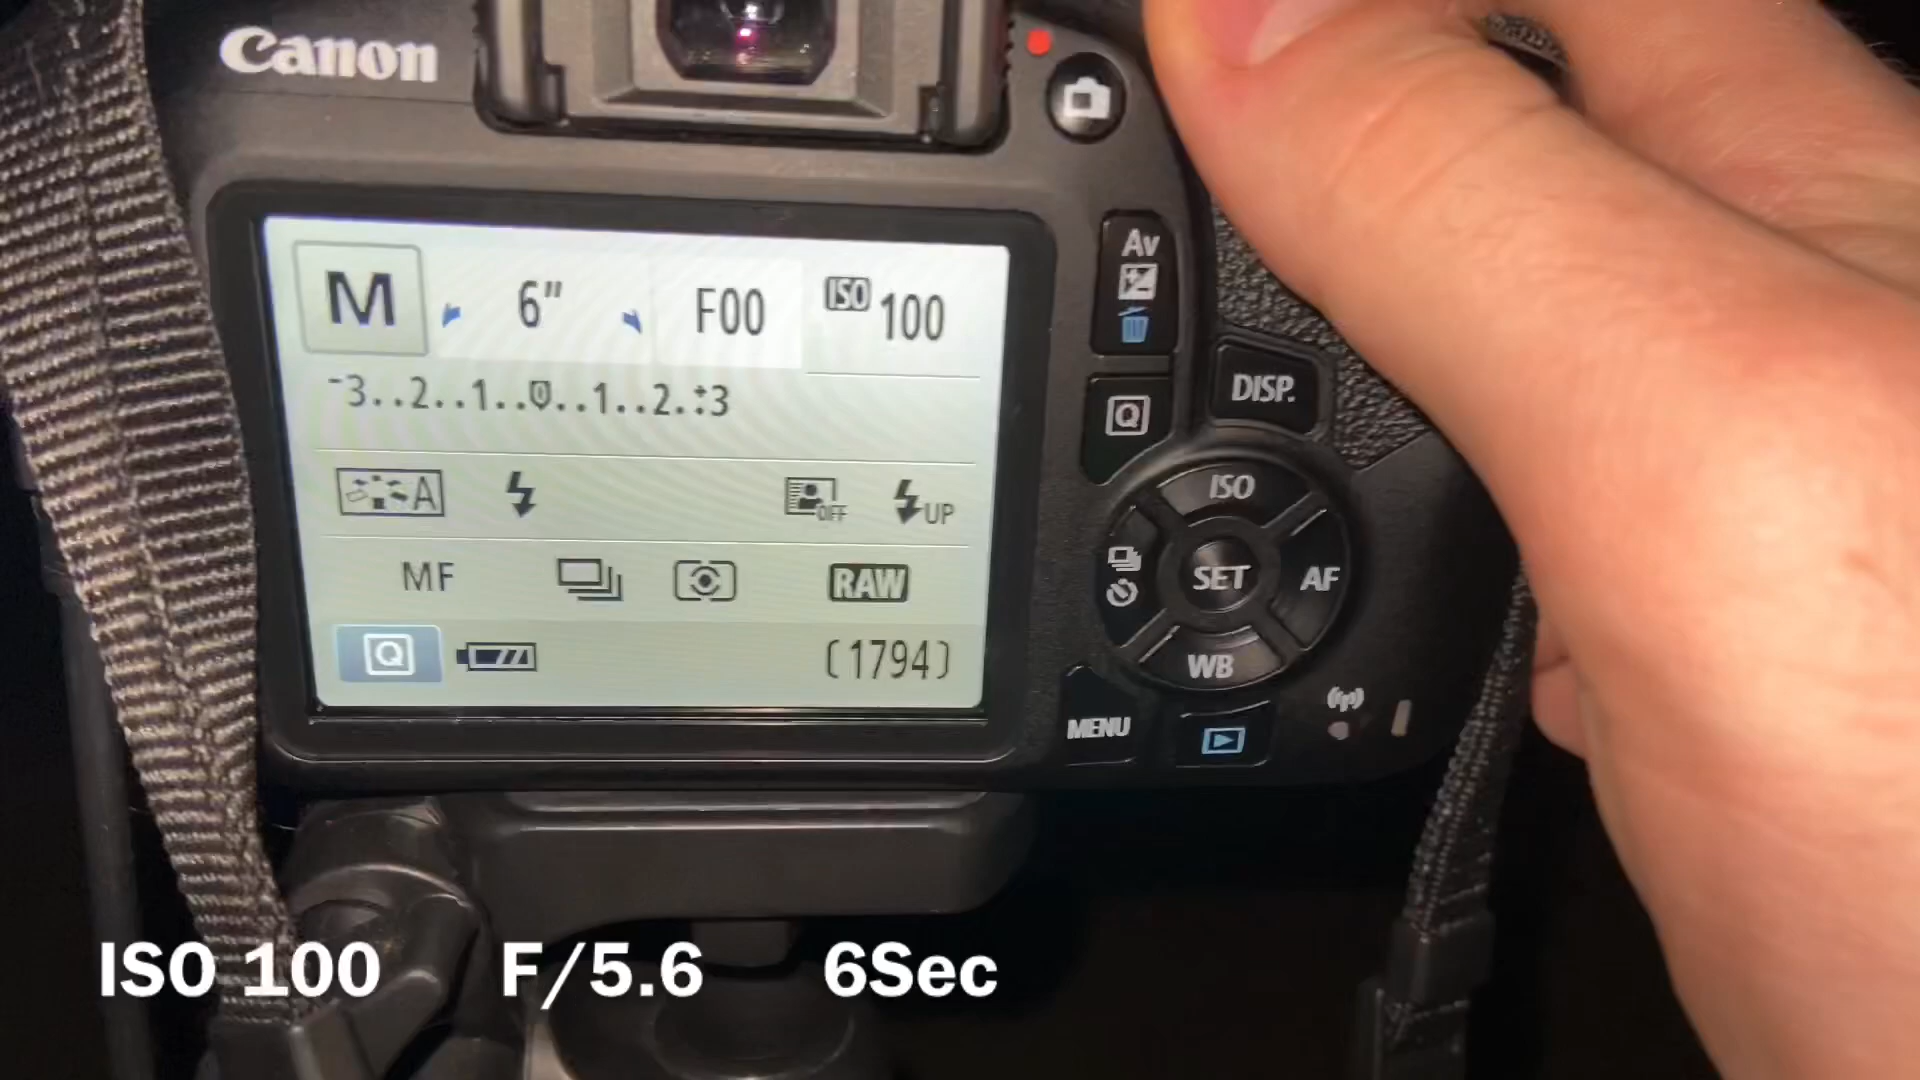 Canon
M 6" F00 ISO 100
-3..2..1..0..1..2.:+3
A OFF UP
MF RAW
Q (1794)
Av
Q
DISP.
ISO
SET
AF
WB
MENU
ISO 100 F/5.6 6Sec